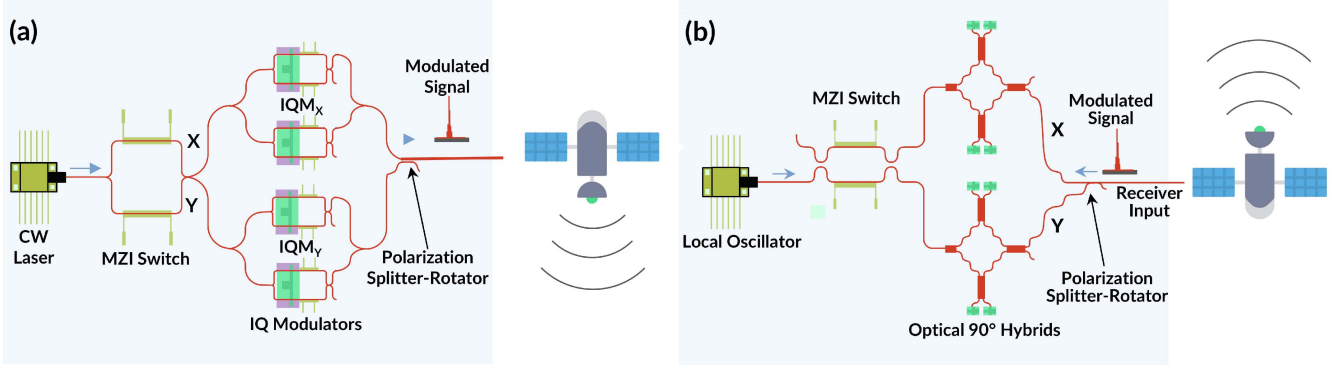 (a)
CW
Laser
MZI Switch
X
Y
IQM_X
IQM_Y
IQ Modulators
Modulated
Signal
Polarization
Splitter-Rotator
(b)
Local Oscillator
MZI Switch
Optical 90° Hybrids
X
Y
Modulated
Signal
Receiver
Input
Polarization
Splitter-Rotator